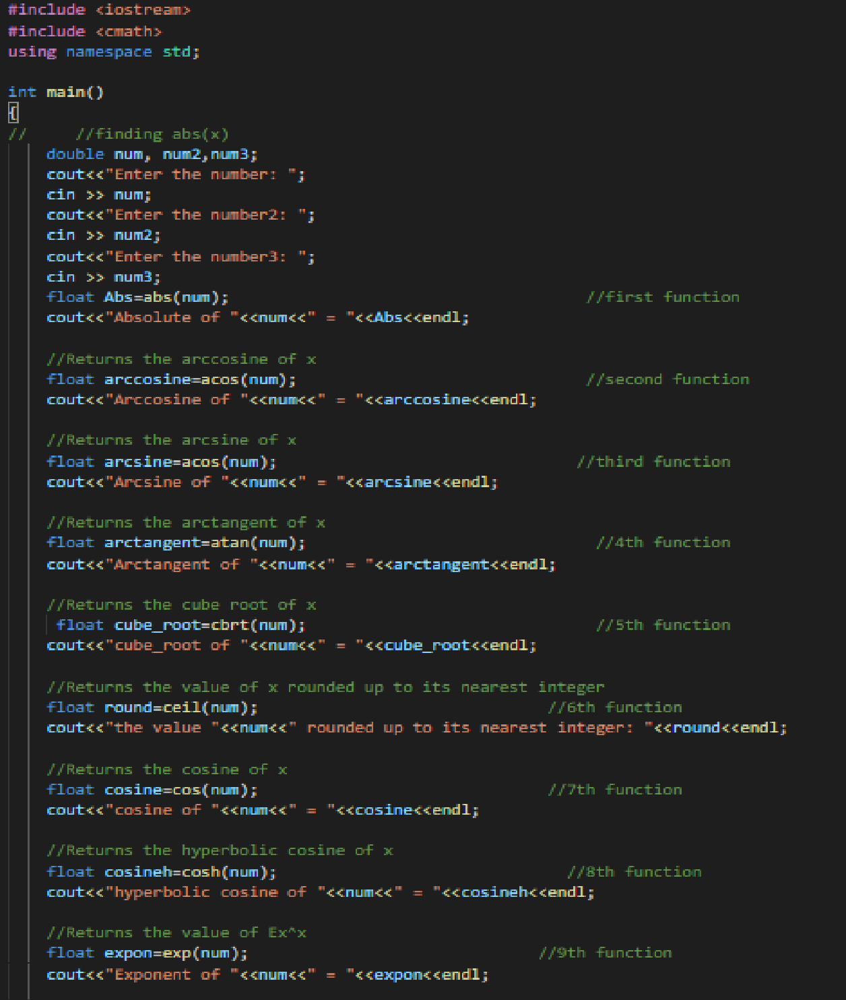 #include <iostream>
#include <cmath>
using namespace std;
int main()
{
//     //finding abs(x)
double num, num2,num3;
cout<<"Enter the number: ";
cin >> num;
cout<<"Enter the number2: ";
cin >> num2;
cout<<"Enter the number3: ";
cin >> num3;
float Abs=abs(num); //first function
cout<<"Absolute of "<<num<<" = "<<Abs<<endl;
//Returns the arccosine of x
float arccosine=acos(num); //second function
cout<<"Arccosine of "<<num<<" = "<<arccosine<<endl;
//Returns the arcsine of x
float arcsine=acos(num); //third function
cout<<"Arcsine of "<<num<<" = "<<arcsine<<endl;
//Returns the arctangent of x
float arctangent=atan(num); //4th function
cout<<"Arctangent of "<<num<<" = "<<arctangent<<endl;
//Returns the cube root of x
float cube_root=cbrt(num); //5th function
cout<<"cube_root of "<<num<<" = "<<cube_root<<endl;
//Returns the value of x rounded up to its nearest integer
float round=ceil(num); //6th function
cout<<"the value "<<num<<" rounded up to its nearest integer: "<<round<<endl;
//Returns the cosine of x
float cosine=cos(num); //7th function
cout<<"cosine of "<<num<<" = "<<cosine<<endl;
//Returns the hyperbolic cosine of x
float cosineh=cosh(num); //8th function
cout<<"hyperbolic cosine of "<<num<<" = "<<cosineh<<endl;
//Returns the value of Ex^x
float expon=exp(num); //9th function
cout<<"Exponent of "<<num<<" = "<<expon<<endl;